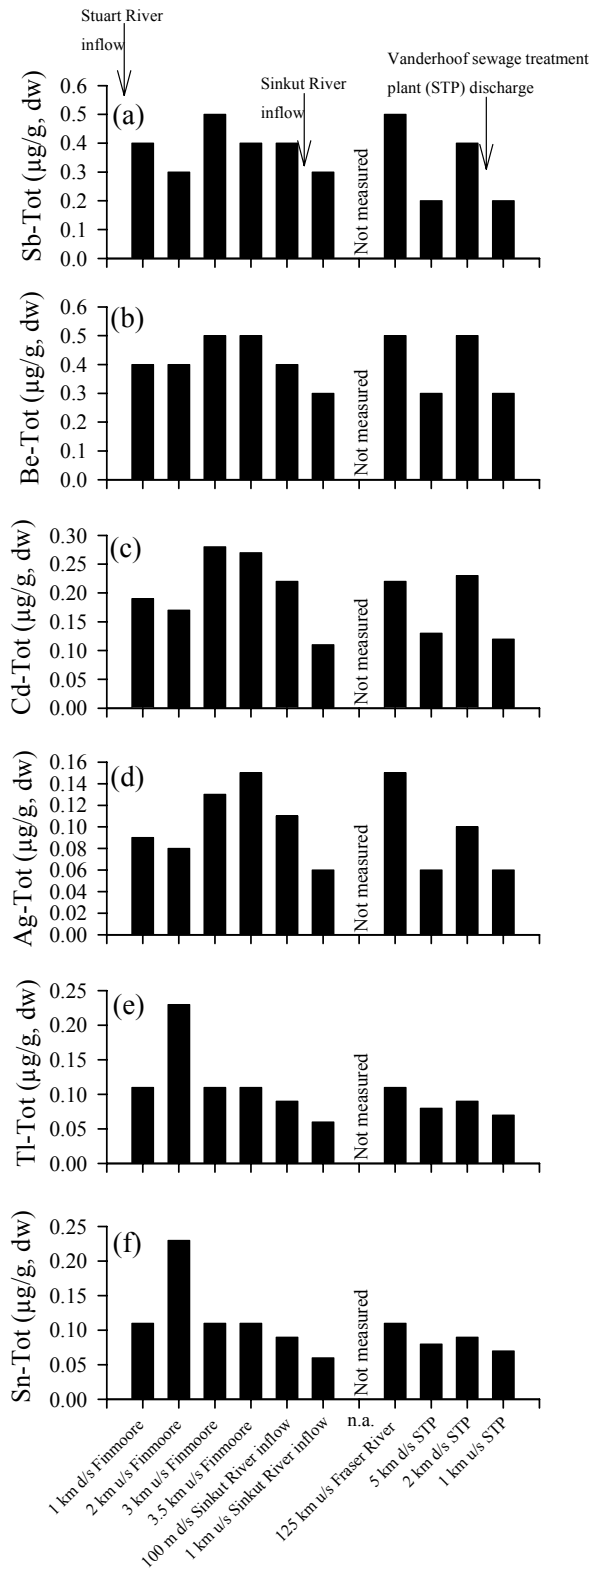 Stuart River
inflow
Sinkut River
inflow
Vanderhoof sewage treatment
plant (STP) discharge
(a)
Sb-Tot (µg/g, dw)
0.6
0.5
0.4
0.3
0.2
0.1
0.0
Not measured
(b)
Be-Tot (µg/g, dw)
0.6
0.5
0.4
0.3
0.2
0.1
0.0
Not measured
(c)
Cd-Tot (µg/g, dw)
0.30
0.25
0.20
0.15
0.10
0.05
0.00
Not measured
(d)
Ag-Tot (µg/g, dw)
0.16
0.14
0.12
0.10
0.08
0.06
0.04
0.02
0.00
Not measured
(e)
Tl-Tot (µg/g, dw)
0.25
0.20
0.15
0.10
0.05
0.00
Not measured
(f)
Sn-Tot (µg/g, dw)
0.25
0.20
0.15
0.10
0.05
0.00
Not measured
1 km d/s Finmoore
2 km u/s Finmoore
3 km u/s Finmoore
3.5 km u/s Finmoore
100 m d/s Sinkut River inflow
1 km u/s Sinkut River inflow
n.a.
125 km u/s Fraser River
5 km d/s STP
2 km d/s STP
1 km u/s STP